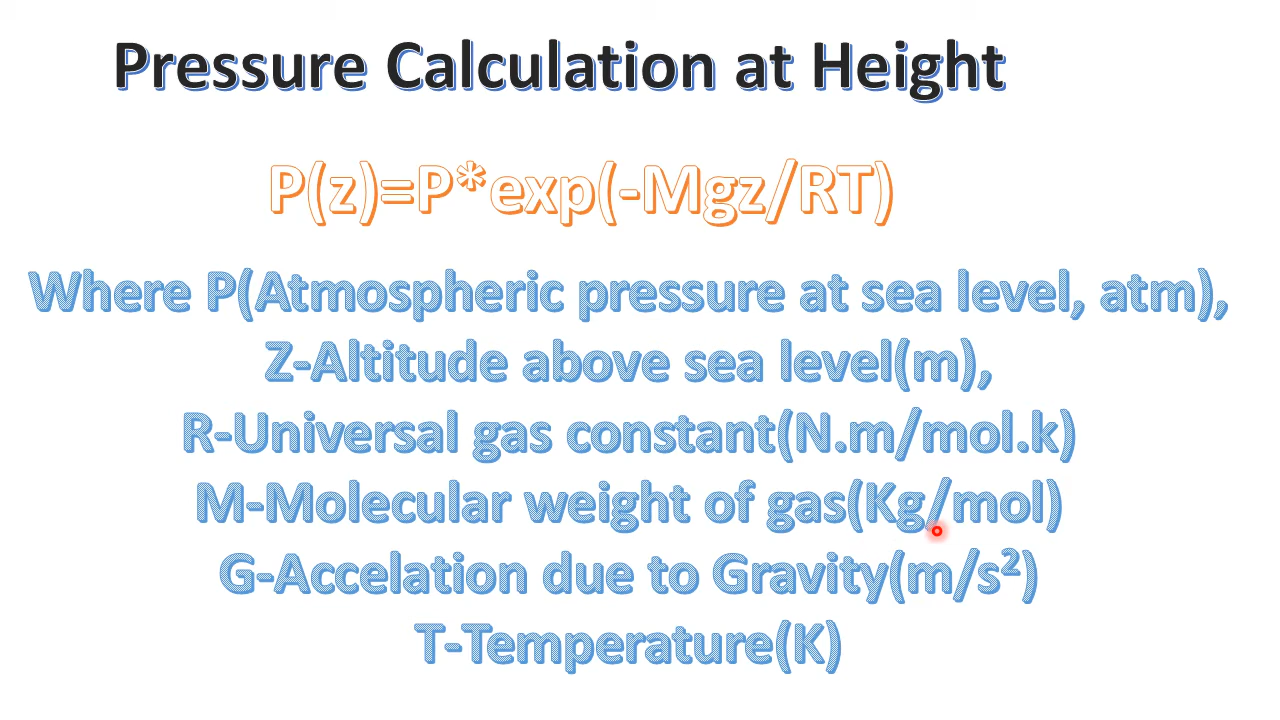 Pressure Calculation at Height
P(z)=P*exp(-Mgz/RT)
Where P(Atmospheric pressure at sea level, atm),
Z-Altitude above sea level(m),
R-Universal gas constant(N.m/mol.k)
M-Molecular weight of gas(Kg/mol)
G-Accelation due to Gravity(m/s²)
T-Temperature(K)